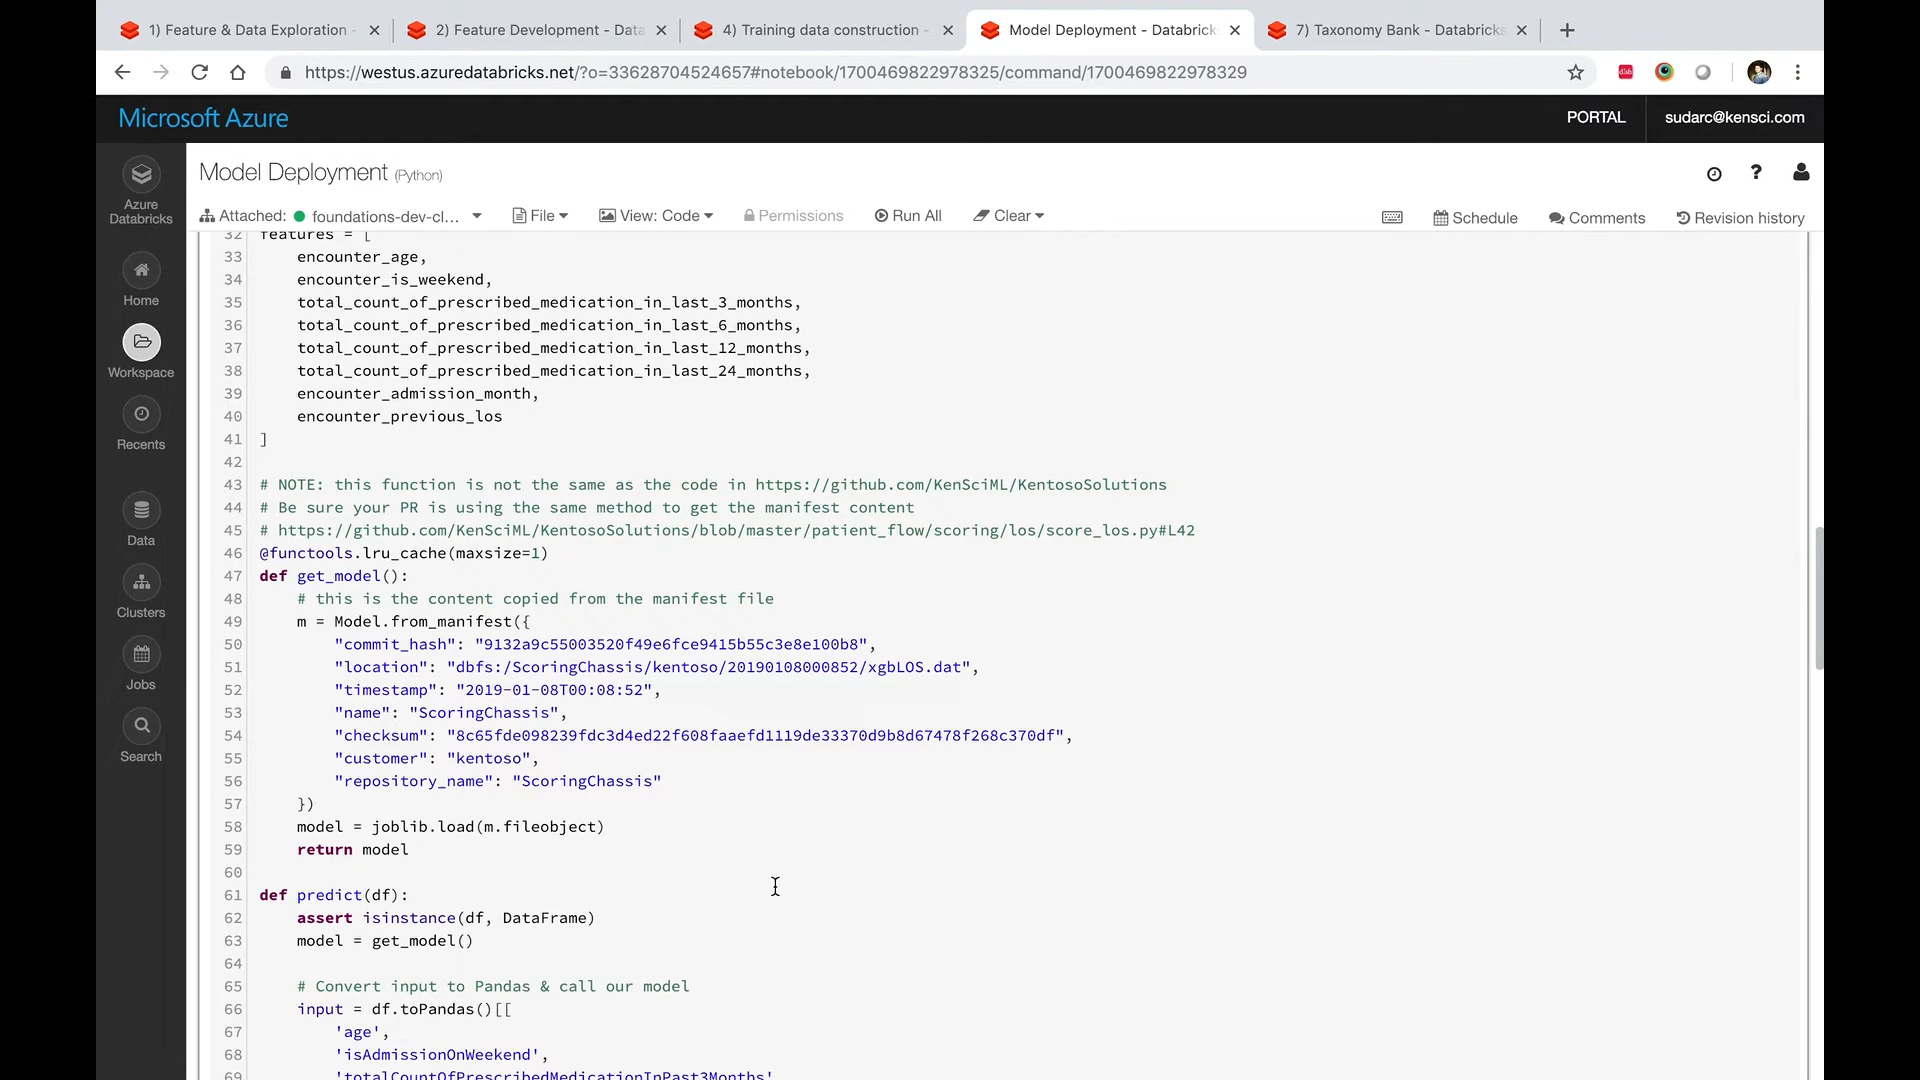 1) Feature & Data Exploration -
2) Feature Development - Data
4) Training data construction -
Model Deployment - Databrick
7) Taxonomy Bank - Databricks
https://westus.azuredatabricks.net/?o=33628704524657#notebook/1700469822978325/command/1700469822978329
Microsoft Azure
PORTAL
sudarc@kensci.com
Model Deployment (Python)
Attached: foundations-dev-cl...
File
View: Code
Permissions
Run All
Clear
Schedule
Comments
Revision history
Azure
Databricks
Home
Workspace
Recents
Data
Clusters
Jobs
Search
32 features = [
33 encounter_age,
34 encounter_is_weekend,
35 total_count_of_prescribed_medication_in_last_3_months,
36 total_count_of_prescribed_medication_in_last_6_months,
37 total_count_of_prescribed_medication_in_last_12_months,
38 total_count_of_prescribed_medication_in_last_24_months,
39 encounter_admission_month,
40 encounter_previous_los
41 ]
42
43 # NOTE: this function is not the same as the code in https://github.com/KenSciML/KentosoSolutions
44 # Be sure your PR is using the same method to get the manifest content
45 # https://github.com/KenSciML/KentosoSolutions/blob/master/patient_flow/scoring/los/score_los.py#L42
46 @functools.lru_cache(maxsize=1)
47 def get_model():
48 # this is the content copied from the manifest file
49 m = Model.from_manifest({
50 "commit_hash": "9132a9c55003520f49e6fce9415b55c3e8e100b8",
51 "location": "dbfs:/ScoringChassis/kentoso/20190108000852/xgbLOS.dat",
52 "timestamp": "2019-01-08T00:08:52",
53 "name": "ScoringChassis",
54 "checksum": "8c65fde098239fdc3d4ed22f608faaefd1119de33370d9b8d67478f268c370df",
55 "customer": "kentoso",
56 "repository_name": "ScoringChassis"
57 })
58 model = joblib.load(m.fileobject)
59 return model
60
61 def predict(df):
62 assert isinstance(df, DataFrame)
63 model = get_model()
64
65 # Convert input to Pandas & call our model
66 input = df.toPandas()[[
67 'age',
68 'isAdmissionOnWeekend',
69 'totalCountOfPrescribedMedicationInPast3Months'